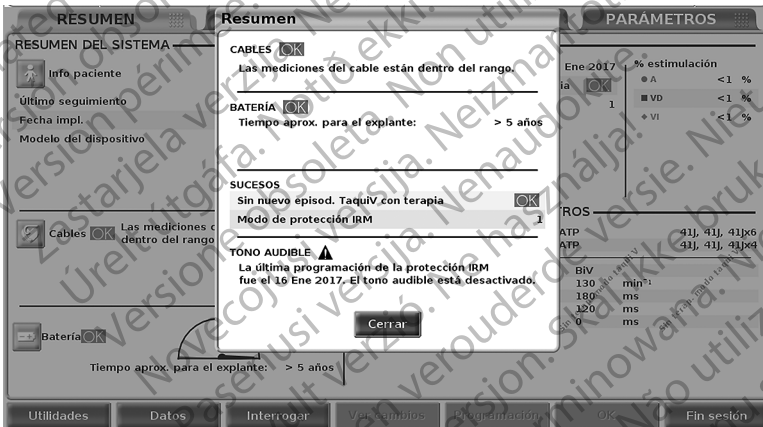 RESUMEN
PARÁMETROS
RESUMEN DEL SISTEMA
Info paciente
Último seguimiento
Fecha impl.
Modelo del dispositivo
Cables OK
Las mediciones
dentro del rango
Batería OK
Tiempo aprox. para el explante: > 5 años
Resumen
CABLES OK
Las mediciones del cable están dentro del rango.
BATERÍA OK
Tiempo aprox. para el explante: > 5 años
SUCESOS
Sin nuevo episod. TaquiV con terapia OK
Modo de protección IRM 1
TONO AUDIBLE
La última programación de la protección IRM
fue el 16 Ene 2017. El tono audible está desactivado.
Cerrar
Ene 2017
OK
1
% estimulación
A <1 %
VD <1 %
VI <1 %
ATP 41J, 41J, 41Jx6
ATP 41J, 41J, 41Jx4
BiV
130 min⁻¹
180 ms
120 ms
0 ms
Utilidades
Datos
Interrogar
Ver cambios
Programación
OK
Fin sesión